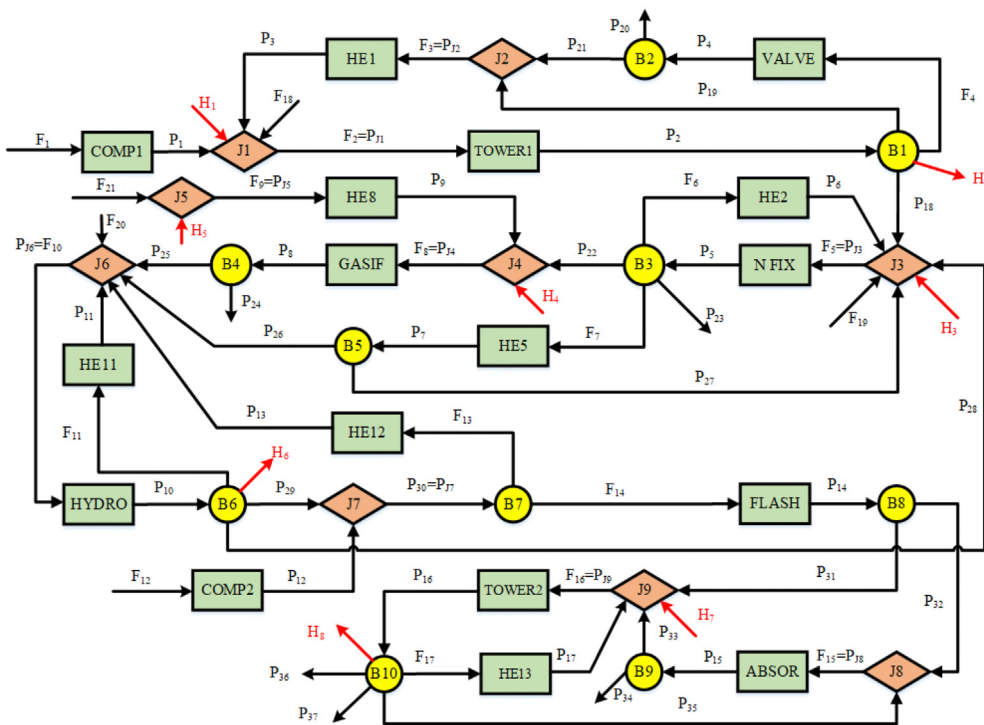 P20
P3 HE1 F3=PJ2 J2 P21 B2 P4 VALVE
H1 F18 P19 F4
F1 COMP1 P1 J1 F2=PJ1 TOWER1 P2 B1
F21 J5 F9=PJ5 HE8 P9 F6 HE2 P6 P18 H
H5
F20
PJ6=F10 J6 P25 B4 P8 GASIF F8=PJ4 J4 P22 B3 P5 N FIX F5=PJ3 J3
P24 H4 P23 F19 H3
P11 P26 B5 P7 HE5 F7
HE11 P27 P28
F11 P13 HE12 F13
H6
HYDRO P10 B6 P29 J7 P30=PJ7 B7 F14 FLASH P14 B8
F12 COMP2 P12 P16 TOWER2 F16=PJ9 J9 P31 P32
H8 P33 H7
P36 B10 F17 HE13 P17 B9 P15 ABSOR F15=PJ8 J8
P37 P34 P35